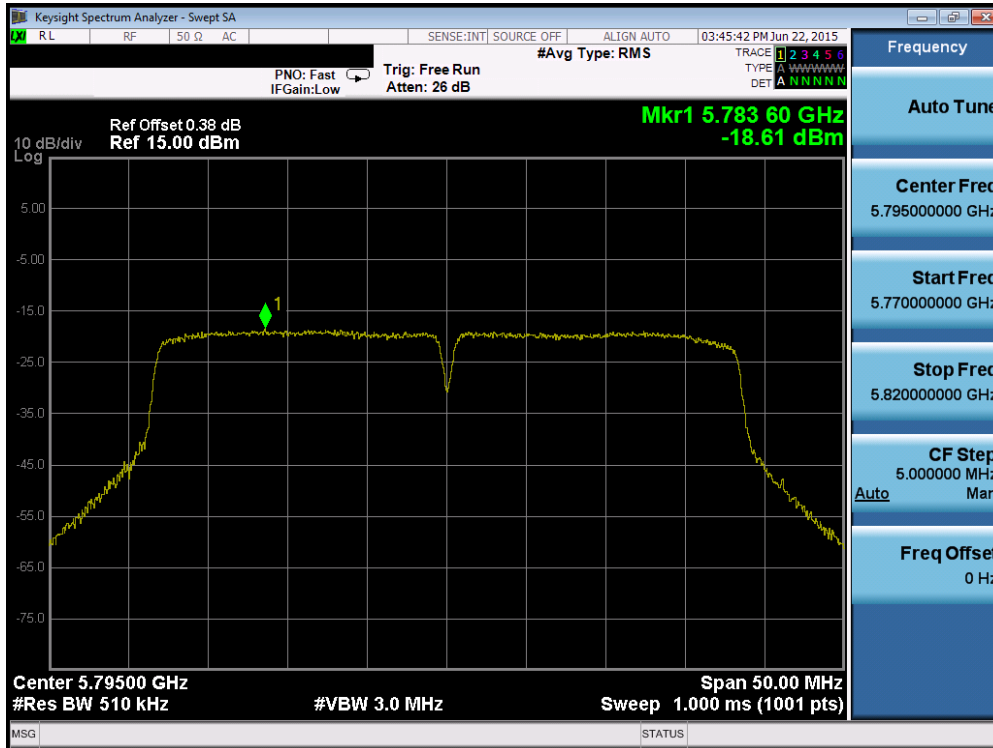 Keysight Spectrum Analyzer - Swept SA
LXI RL RF 50 Ω AC SENSE:INT SOURCE OFF ALIGN AUTO 03:45:42 PM Jun 22, 2015
PNO: Fast
IFGain:Low
Trig: Free Run
Atten: 26 dB
#Avg Type: RMS
TRACE 1 2 3 4 5 6
TYPE A WWWWW
DET A N N N N N
Mkr1 5.783 60 GHz
-18.61 dBm
10 dB/div
Log
Ref Offset 0.38 dB
Ref 15.00 dBm
5.00
-5.00
-15.0
-25.0
-35.0
-45.0
-55.0
-65.0
-75.0
1
Center 5.79500 GHz
Span 50.00 MHz
#Res BW 510 kHz
#VBW 3.0 MHz
Sweep 1.000 ms (1001 pts)
MSG
STATUS
Frequency
Auto Tune
Center Freq
5.795000000 GHz
Start Freq
5.770000000 GHz
Stop Freq
5.820000000 GHz
CF Step
5.000000 MHz
Auto Man
Freq Offset
0 Hz